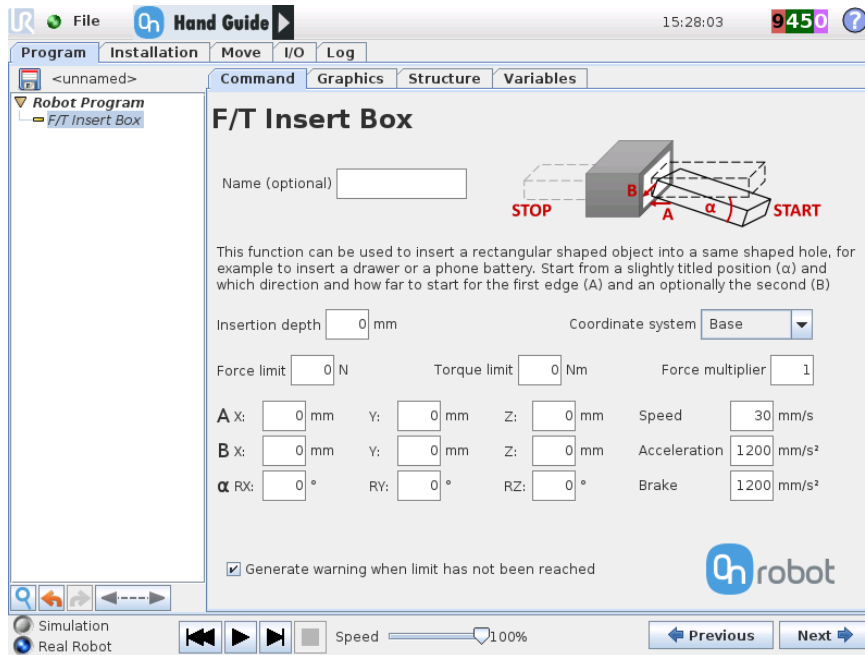 UR File On Hand Guide 15:28:03 9450 ?
Program Installation Move I/O Log
<unnamed> Command Graphics Structure Variables
Robot Program
F/T Insert Box
F/T Insert Box
Name (optional)
B
STOP A α START
This function can be used to insert a rectangular shaped object into a same shaped hole, for
example to insert a drawer or a phone battery. Start from a slightly titled position (α) and
which direction and how far to start for the first edge (A) and an optionally the second (B)
Insertion depth 0 mm Coordinate system Base
Force limit 0 N Torque limit 0 Nm Force multiplier 1
A X: 0 mm Y: 0 mm Z: 0 mm Speed 30 mm/s
B X: 0 mm Y: 0 mm Z: 0 mm Acceleration 1200 mm/s²
α RX: 0 ° RY: 0 ° RZ: 0 ° Brake 1200 mm/s²
Generate warning when limit has not been reached
On robot
Simulation
Real Robot
Speed 100% Previous Next